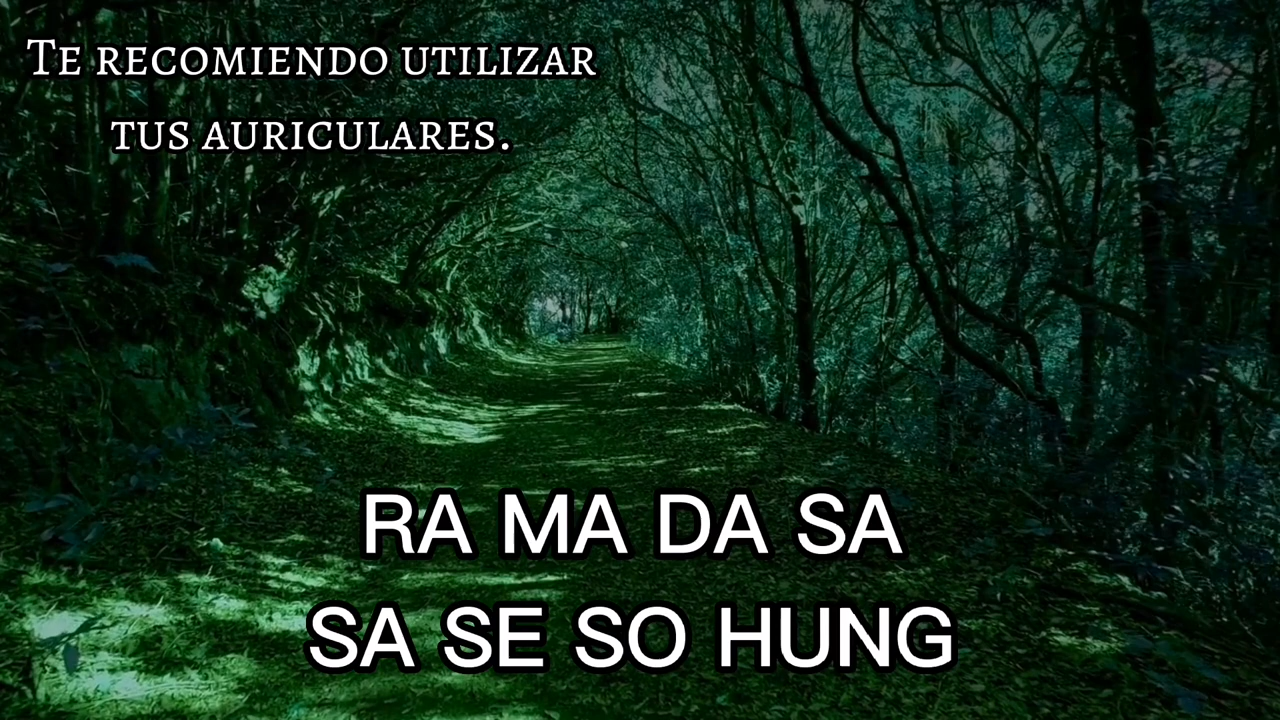 Te recomiendo utilizar
tus auriculares.
RA MA DA SA
SA SE SO HUNG